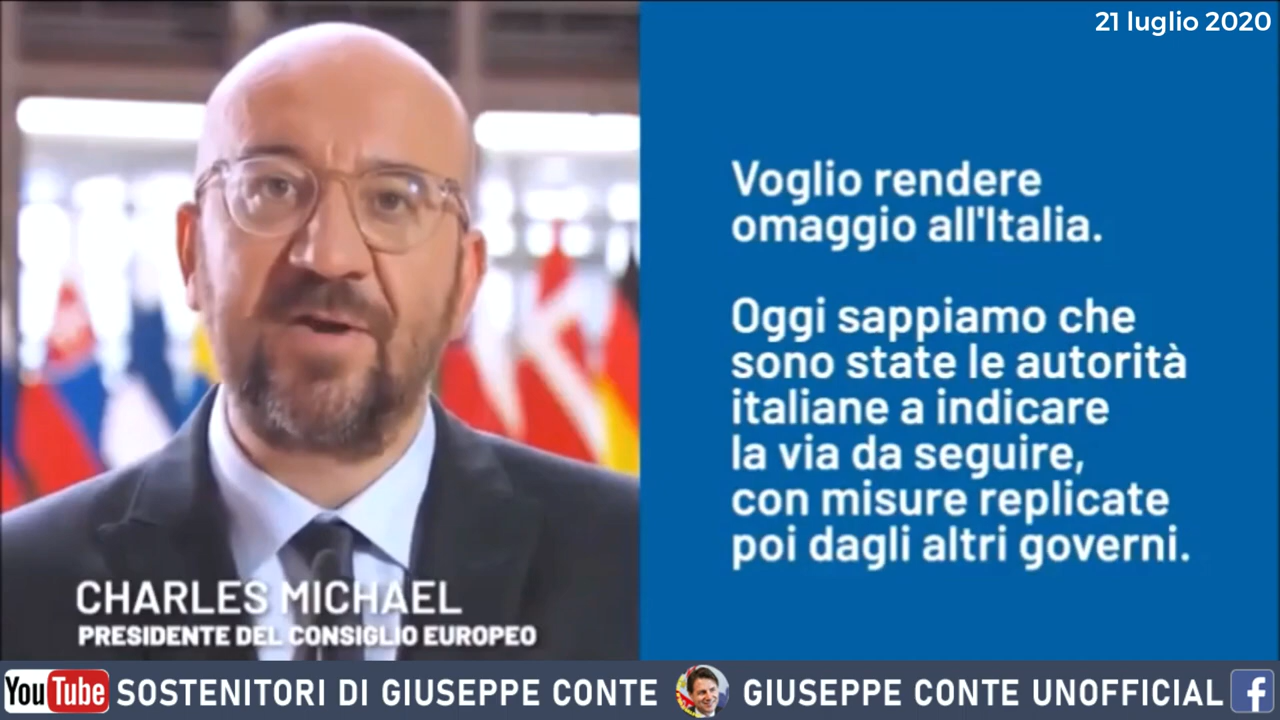 21 luglio 2020
Voglio rendere
omaggio all'Italia.
Oggi sappiamo che
sono state le autorità
italiane a indicare
la via da seguire,
con misure replicate
poi dagli altri governi.
CHARLES MICHAEL
PRESIDENTE DEL CONSIGLIO EUROPEO
YouTube SOSTENITORI DI GIUSEPPE CONTE GIUSEPPE CONTE UNOFFICIAL f